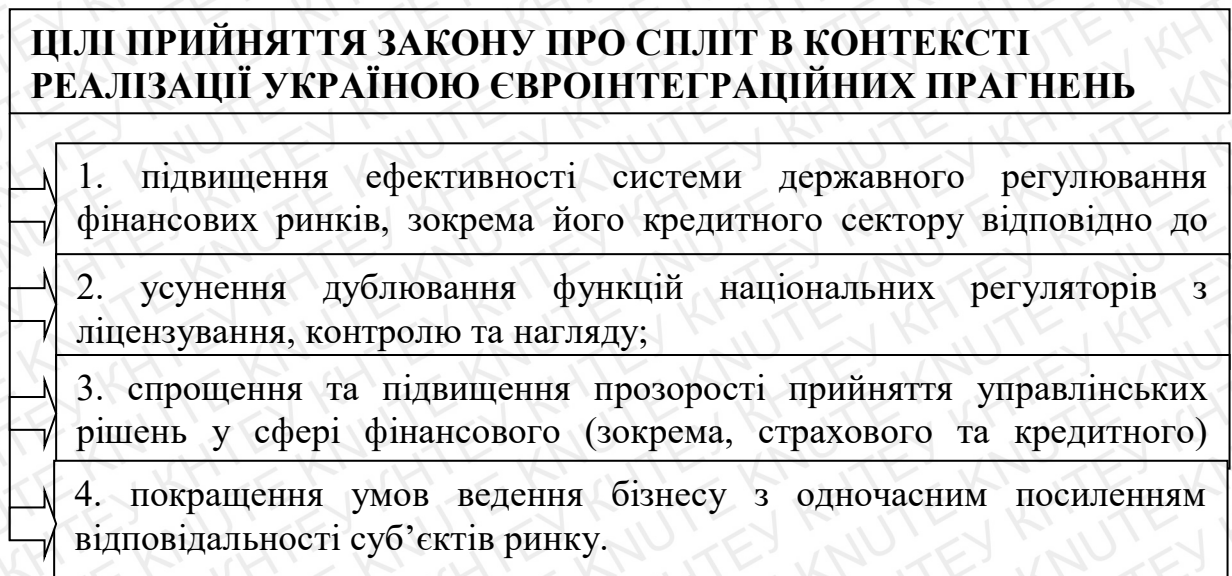 ЦІЛІ ПРИЙНЯТТЯ ЗАКОНУ ПРО СПЛІТ В КОНТЕКСТІ
РЕАЛІЗАЦІЇ УКРАЇНОЮ ЄВРОІНТЕГРАЦІЙНИХ ПРАГНЕНЬ
1. підвищення ефективності системи державного регулювання
фінансових ринків, зокрема його кредитного сектору відповідно до
2. усунення дублювання функцій національних регуляторів з
ліцензування, контролю та нагляду;
3. спрощення та підвищення прозорості прийняття управлінських
рішень у сфері фінансового (зокрема, страхового та кредитного)
4. покращення умов ведення бізнесу з одночасним посиленням
відповідальності суб’єктів ринку.